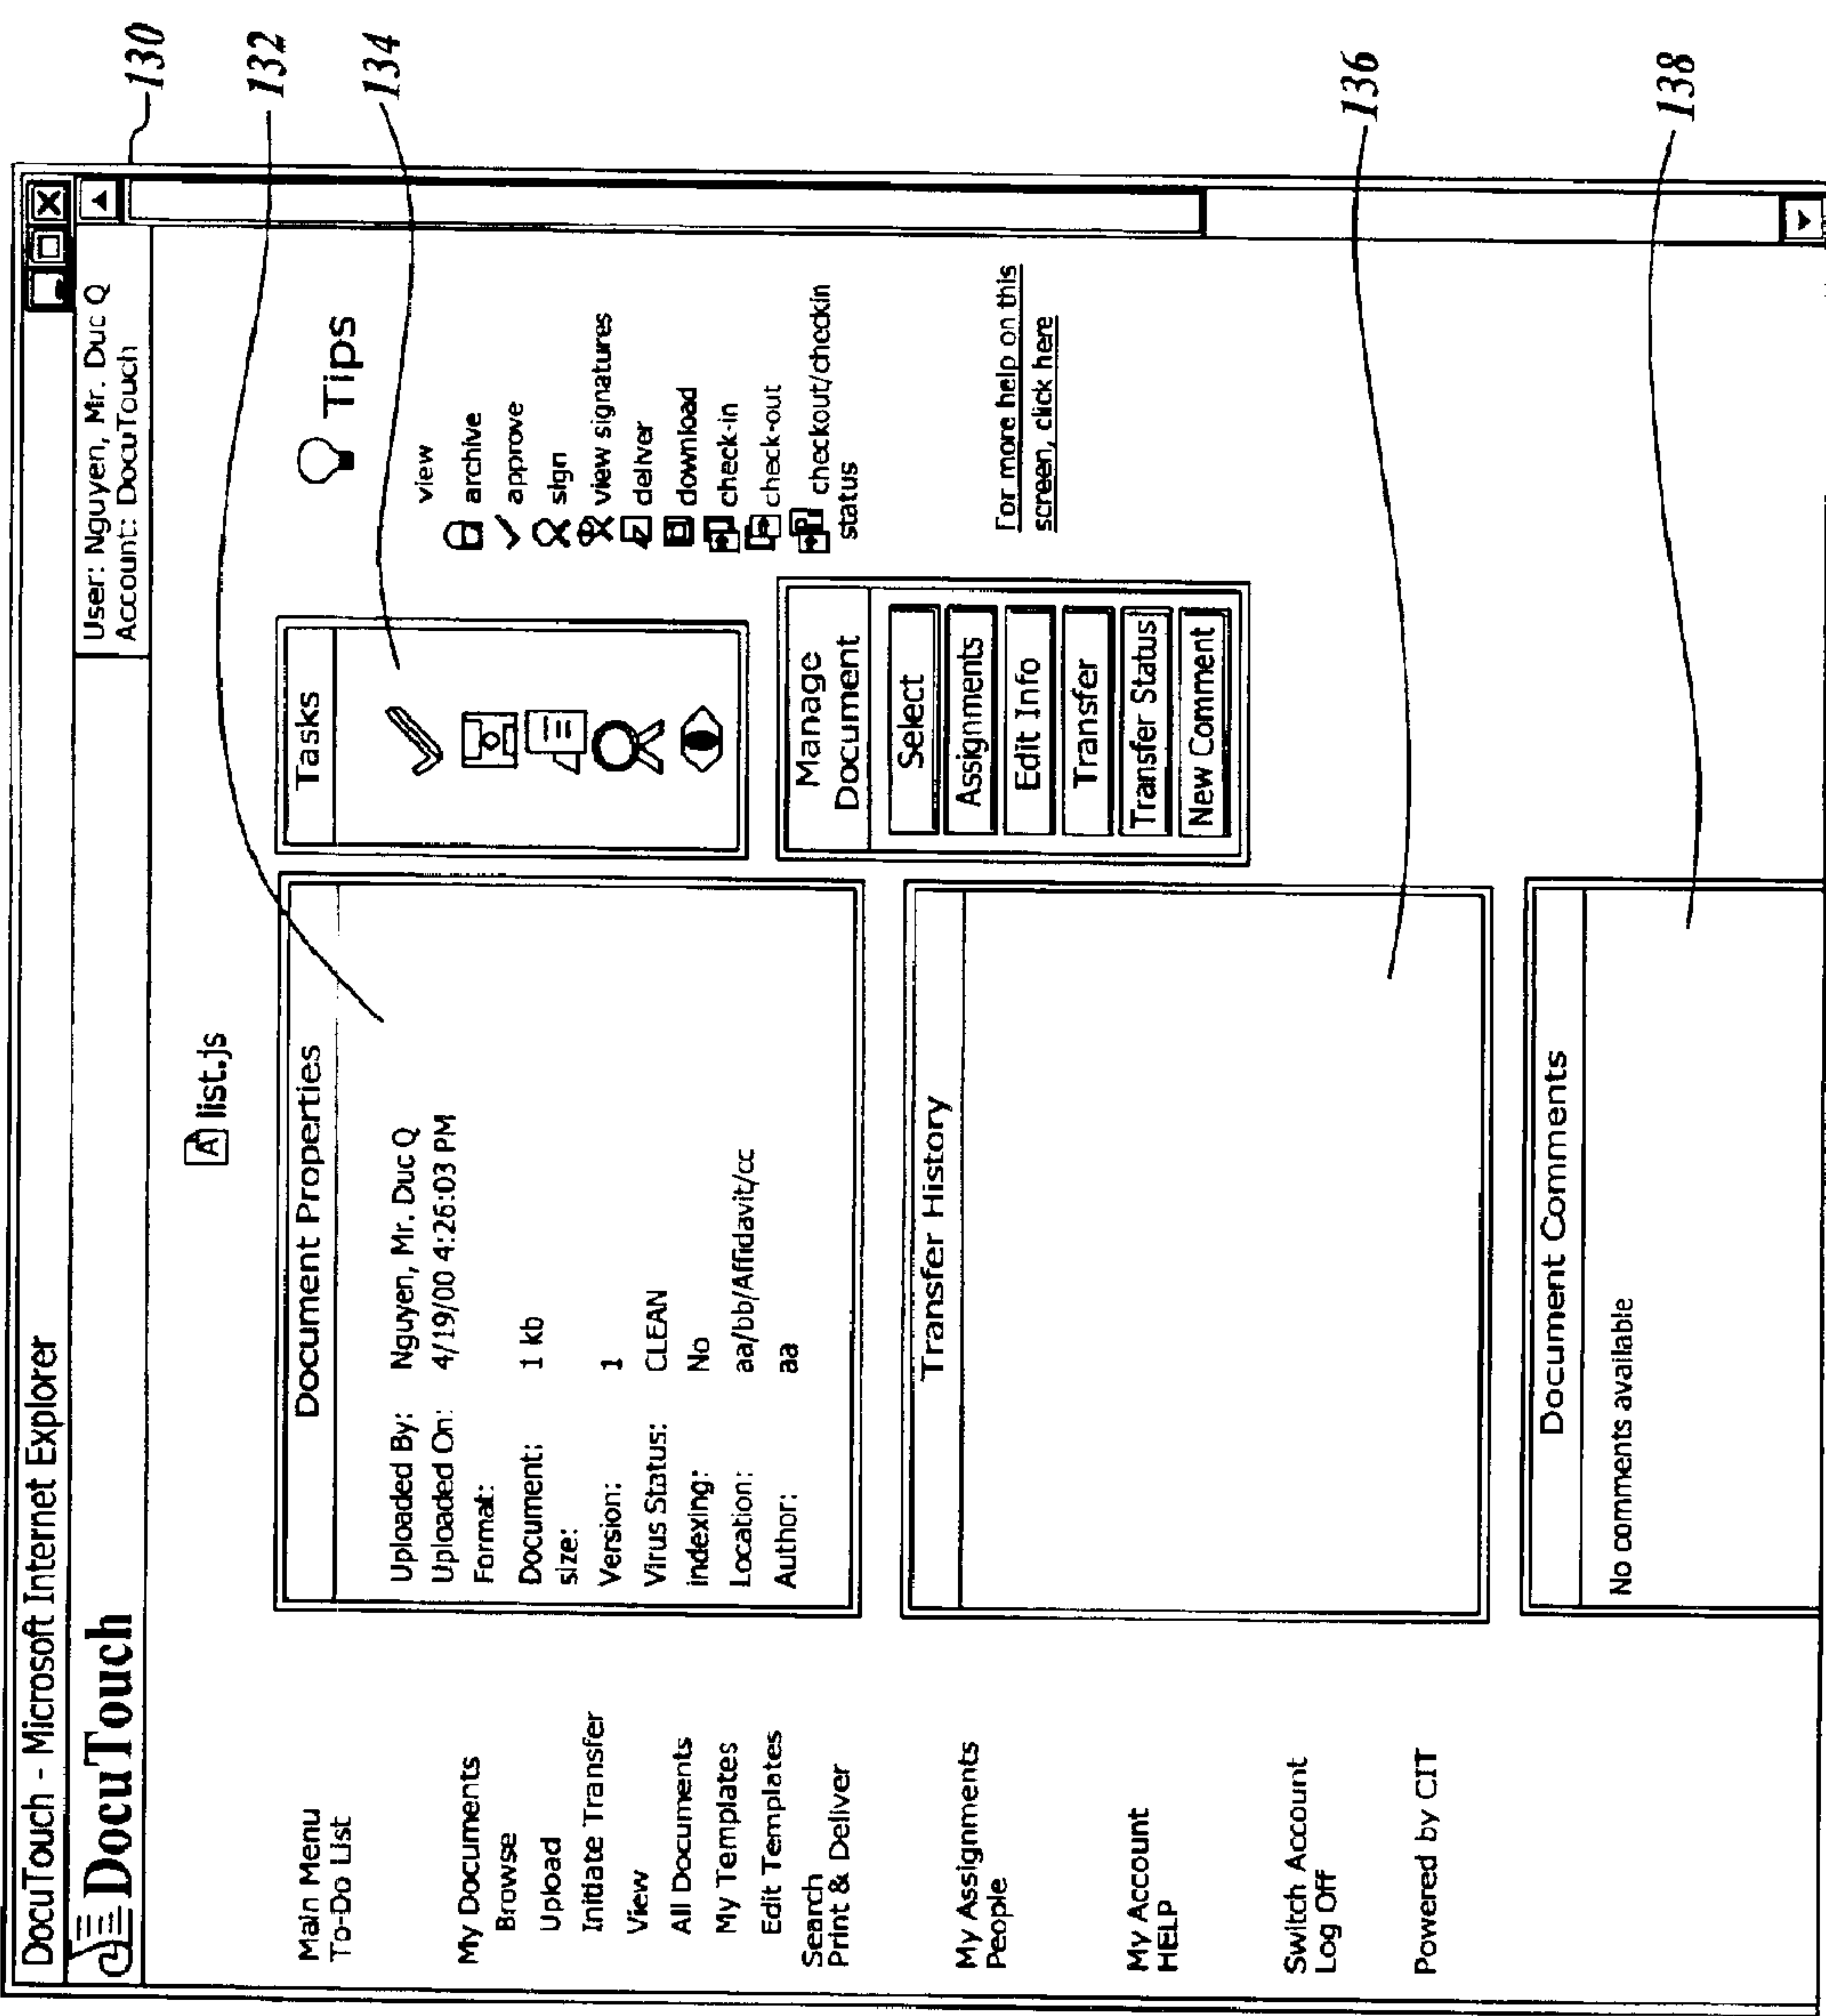 DocuTouch - Microsoft Internet Explorer
DocuTouch
User: Nguyen, Mr. Duc Q
Account: DocuTouch
130
132
134
136
138
Main Menu
To-Do List
My Documents
Browse
Upload
Initiate Transfer
View
All Documents
My Templates
Edit Templates
Search
Print & Deliver
My Assignments
People
My Account
HELP
Switch Account
Log Off
Powered by CIT
A list.js
Document Properties
Uploaded By: Nguyen, Mr. Duc Q
Uploaded On: 4/19/00 4:26:03 PM
Format:
Document: 1 kb
size:
Version: 1
Virus Status: CLEAN
indexing: No
Location: aa/bb/Affidavit/cc
Author: aa
Transfer History
Document Comments
No comments available
Tasks
Manage
Document
Select
Assignments
Edit Info
Transfer
Transfer Status
New Comment
Tips
view
archive
approve
sign
view signatures
deliver
download
check-in
check-out
checkout/checkin
status
For more help on this
screen, click here